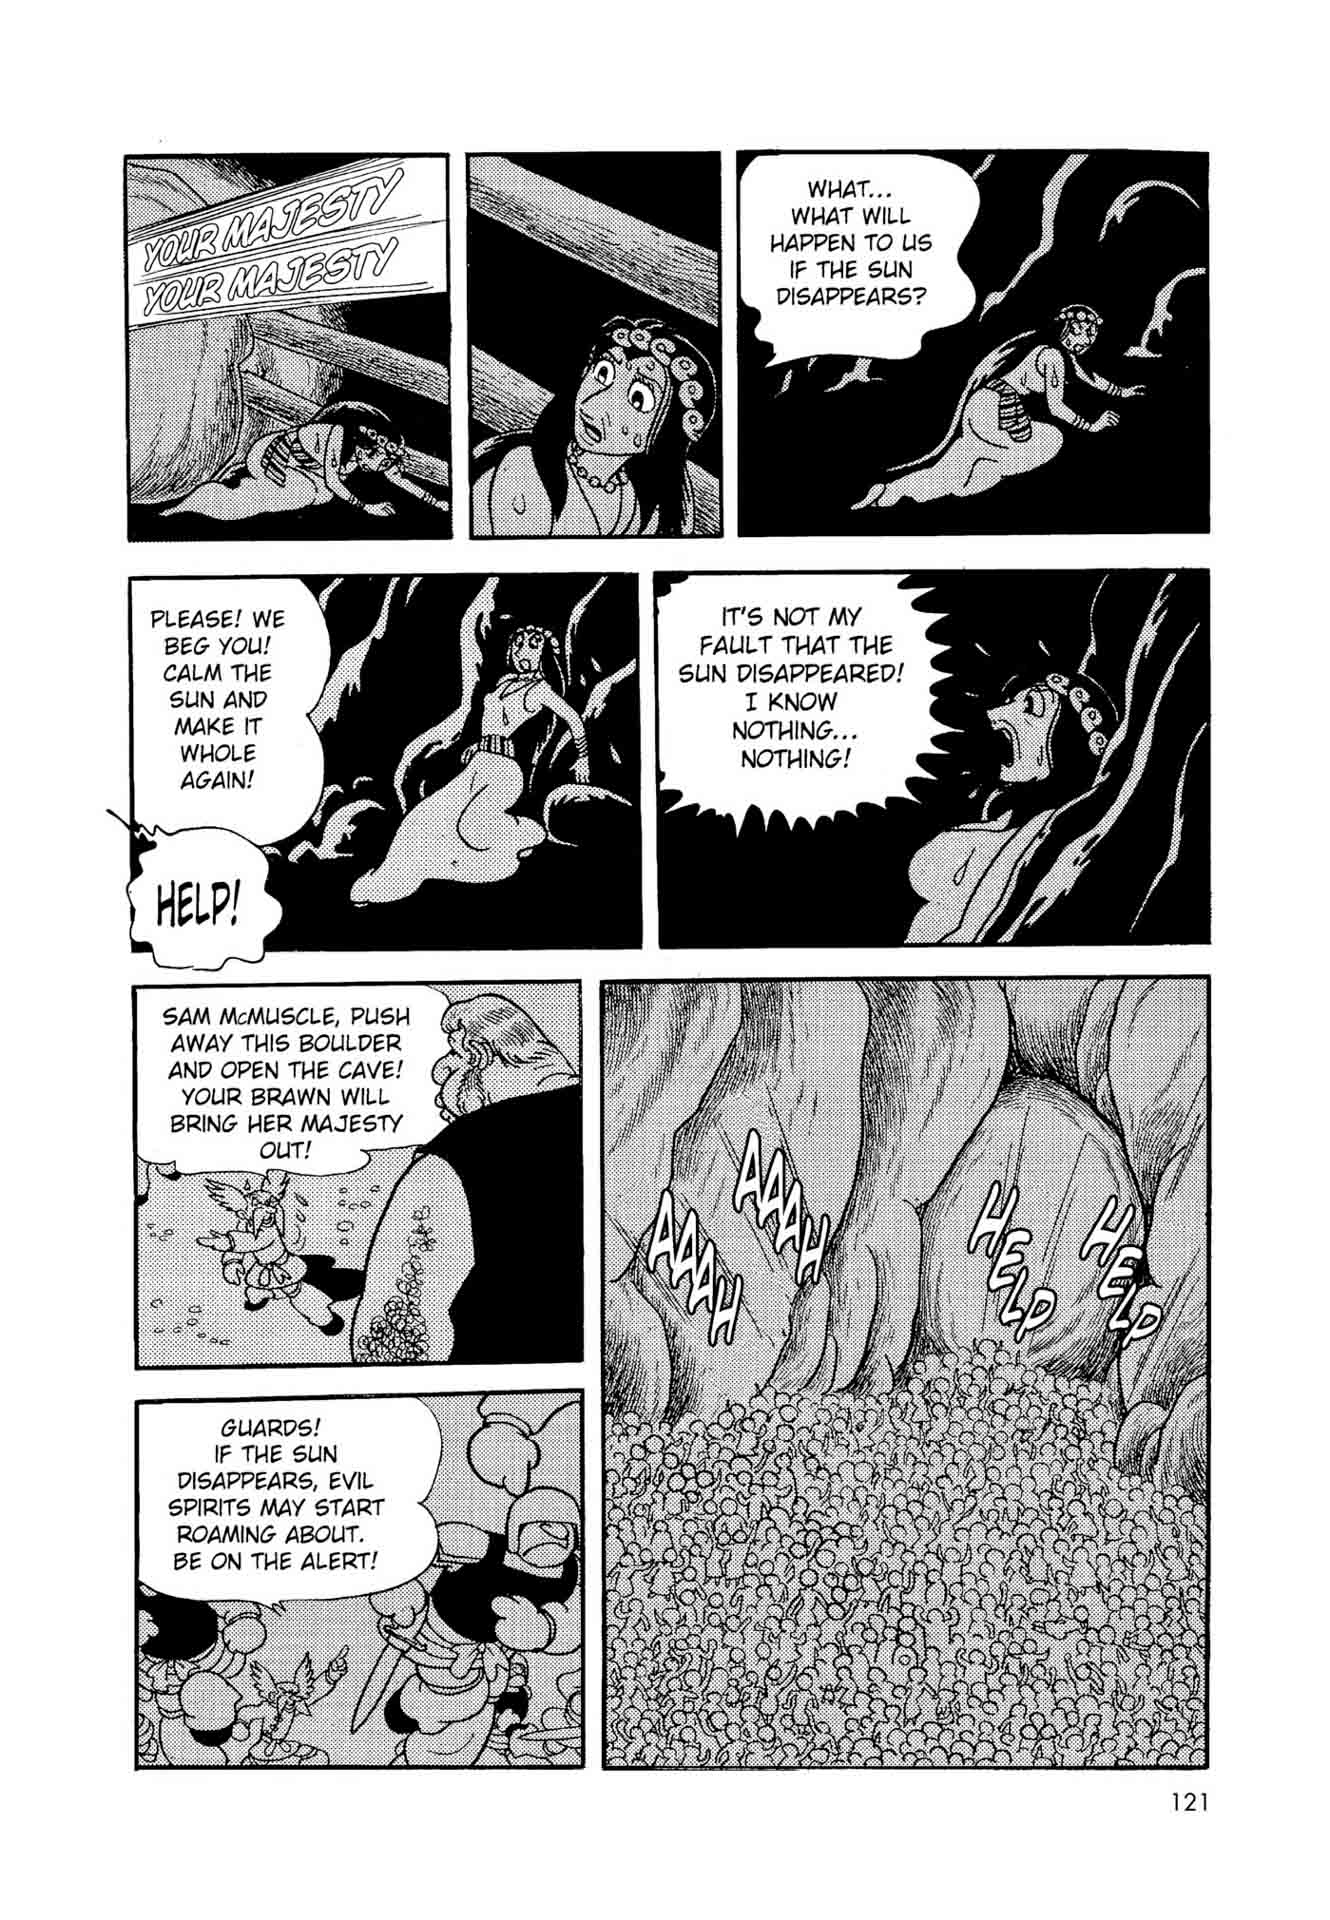 YOUR MAJESTY
YOUR MAJESTY
WHAT...
WHAT WILL
HAPPEN TO US
IF THE SUN
DISAPPEARS?
PLEASE! WE
BEG YOU!
CALM THE
SUN AND
MAKE IT
WHOLE
AGAIN!
HELP!
IT'S NOT MY
FAULT THAT THE
SUN DISAPPEARED!
I KNOW
NOTHING...
NOTHING!
SAM McMUSCLE, PUSH
AWAY THIS BOULDER
AND OPEN THE CAVE!
YOUR BRAWN WILL
BRING HER MAJESTY
OUT!
GUARDS!
IF THE SUN
DISAPPEARS, EVIL
SPIRITS MAY START
ROAMING ABOUT.
BE ON THE ALERT!
AAAH
AAAH
HELP
HELP
121